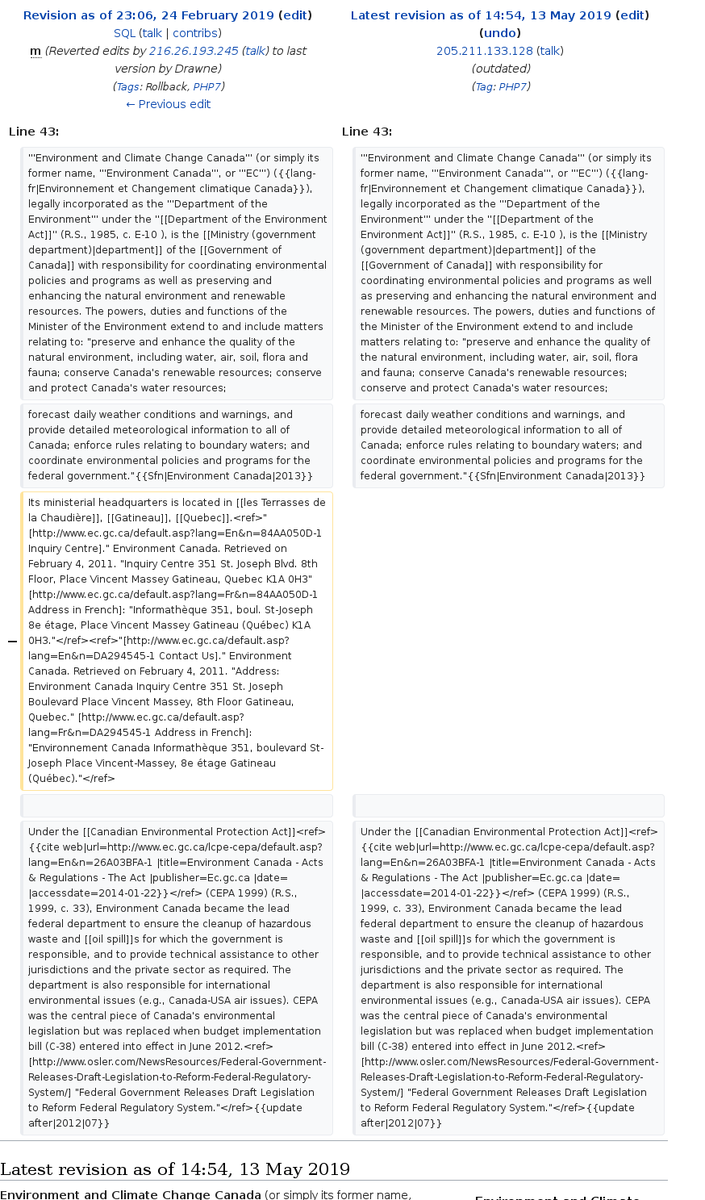 Revision as of 23:06, 24 February 2019 (edit)
SQL (talk | contribs)
m (Reverted edits by 216.26.193.245 (talk) to last
version by Drawne)
(Tags: Rollback, PHP7)
← Previous edit
Latest revision as of 14:54, 13 May 2019 (edit)
(undo)
205.211.133.128 (talk)
(outdated)
(Tag: PHP7)
Line 43:
'''Environment and Climate Change Canada''' (or simply its
former name, '''Environment Canada''', or '''EC''') ({{lang-
fr|Environnement et Changement climatique Canada}}),
legally incorporated as the '''Department of the
Environment''' under the ''[[Department of the Environment
Act]]'' (R.S., 1985, c. E-10 ), is the [[Ministry (government
department)|department]] of the [[Government of
Canada]] with responsibility for coordinating environmental
policies and programs as well as preserving and
enhancing the natural environment and renewable
resources. The powers, duties and functions of the
Minister of the Environment extend to and include matters
relating to: "preserve and enhance the quality of the
natural environment, including water, air, soil, flora and
fauna; conserve Canada's renewable resources; conserve
and protect Canada's water resources;
forecast daily weather conditions and warnings, and
provide detailed meteorological information to all of
Canada; enforce rules relating to boundary waters; and
coordinate environmental policies and programs for the
federal government."{{Sfn|Environment Canada|2013}}
− Its ministerial headquarters is located in [[les Terrasses de
la Chaudière]], [[Gatineau]], [[Quebec]].<ref>"
[http://www.ec.gc.ca/default.asp?lang=En&n=84AA050D-1
Inquiry Centre]." Environment Canada. Retrieved on
February 4, 2011. "Inquiry Centre 351 St. Joseph Blvd. 8th
Floor, Place Vincent Massey Gatineau, Quebec K1A 0H3"
[http://www.ec.gc.ca/default.asp?lang=Fr&n=84AA050D-1
Address in French]: "Informathèque 351, boul. St-Joseph
8e étage, Place Vincent Massey Gatineau (Québec) K1A
0H3."</ref><ref>"[http://www.ec.gc.ca/default.asp?
lang=En&n=DA294545-1 Contact Us]." Environment
Canada. Retrieved on February 4, 2011. "Address:
Environment Canada Inquiry Centre 351 St. Joseph
Boulevard Place Vincent Massey, 8th Floor Gatineau,
Quebec." [http://www.ec.gc.ca/default.asp?
lang=Fr&n=DA294545-1 Address in French]:
"Environnement Canada Informathèque 351, boulevard St-
Joseph Place Vincent-Massey, 8e étage Gatineau
(Québec)."</ref>
Under the [[Canadian Environmental Protection Act]]<ref>
{{cite web|url=http://www.ec.gc.ca/lcpe-cepa/default.asp?
lang=En&n=26A03BFA-1 |title=Environment Canada - Acts
& Regulations - The Act |publisher=Ec.gc.ca |date=
|accessdate=2014-01-22}}</ref> (CEPA 1999) (R.S.,
1999, c. 33), Environment Canada became the lead
federal department to ensure the cleanup of hazardous
waste and [[oil spill]]s for which the government is
responsible, and to provide technical assistance to other
jurisdictions and the private sector as required. The
department is also responsible for international
environmental issues (e.g., Canada-USA air issues). CEPA
was the central piece of Canada's environmental
legislation but was replaced when budget implementation
bill (C-38) entered into effect in June 2012.<ref>
[http://www.osler.com/NewsResources/Federal-Government-
Releases-Draft-Legislation-to-Reform-Federal-Regulatory-
System/] "Federal Government Releases Draft Legislation
to Reform Federal Regulatory System."</ref>{{update
after|2012|07}}
Line 43:
'''Environment and Climate Change Canada''' (or simply its
former name, '''Environment Canada''', or '''EC''') ({{lang-
fr|Environnement et Changement climatique Canada}}),
legally incorporated as the '''Department of the
Environment''' under the ''[[Department of the Environment
Act]]'' (R.S., 1985, c. E-10 ), is the [[Ministry
(government department)|department]] of the
[[Government of Canada]] with responsibility for
coordinating environmental policies and programs as well
as preserving and enhancing the natural environment and
renewable resources. The powers, duties and functions of
the Minister of the Environment extend to and include
matters relating to: "preserve and enhance the quality of
the natural environment, including water, air, soil, flora
and fauna; conserve Canada's renewable resources;
conserve and protect Canada's water resources;
forecast daily weather conditions and warnings, and
provide detailed meteorological information to all of
Canada; enforce rules relating to boundary waters; and
coordinate environmental policies and programs for the
federal government."{{Sfn|Environment Canada|2013}}
Under the [[Canadian Environmental Protection Act]]<ref>
{{cite web|url=http://www.ec.gc.ca/lcpe-cepa/default.asp?
lang=En&n=26A03BFA-1 |title=Environment Canada - Acts
& Regulations - The Act |publisher=Ec.gc.ca |date=
|accessdate=2014-01-22}}</ref> (CEPA 1999) (R.S.,
1999, c. 33), Environment Canada became the lead
federal department to ensure the cleanup of hazardous
waste and [[oil spill]]s for which the government is
responsible, and to provide technical assistance to other
jurisdictions and the private sector as required. The
department is also responsible for international
environmental issues (e.g., Canada-USA air issues). CEPA
was the central piece of Canada's environmental
legislation but was replaced when budget implementation
bill (C-38) entered into effect in June 2012.<ref>
[http://www.osler.com/NewsResources/Federal-Government-
Releases-Draft-Legislation-to-Reform-Federal-Regulatory-
System/] "Federal Government Releases Draft Legislation
to Reform Federal Regulatory System."</ref>{{update
after|2012|07}}
Latest revision as of 14:54, 13 May 2019
Environment and Climate Change Canada (or simply its former name,
Environment and Climate